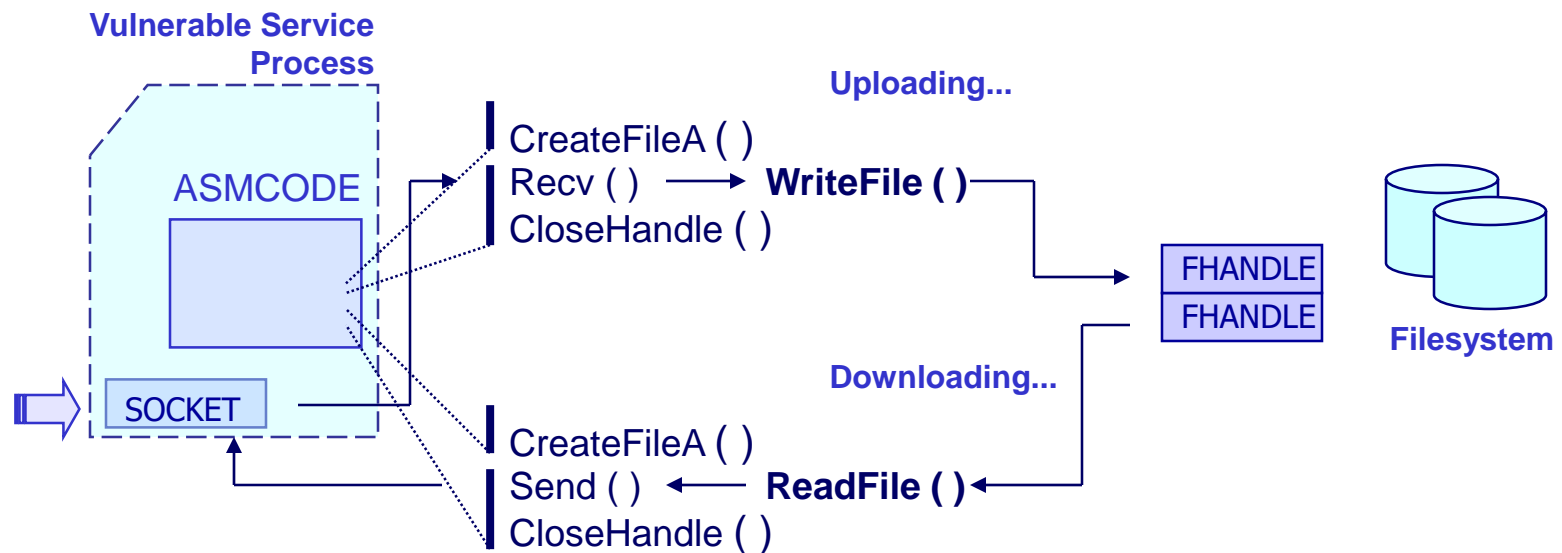 Vulnerable Service
Process
ASMCODE
SOCKET
Uploading...
CreateFileA ( )
Recv ( ) WriteFile ( )
CloseHandle ( )
FHANDLE
FHANDLE
Filesystem
Downloading...
CreateFileA ( )
Send ( ) ReadFile ( )
CloseHandle ( )